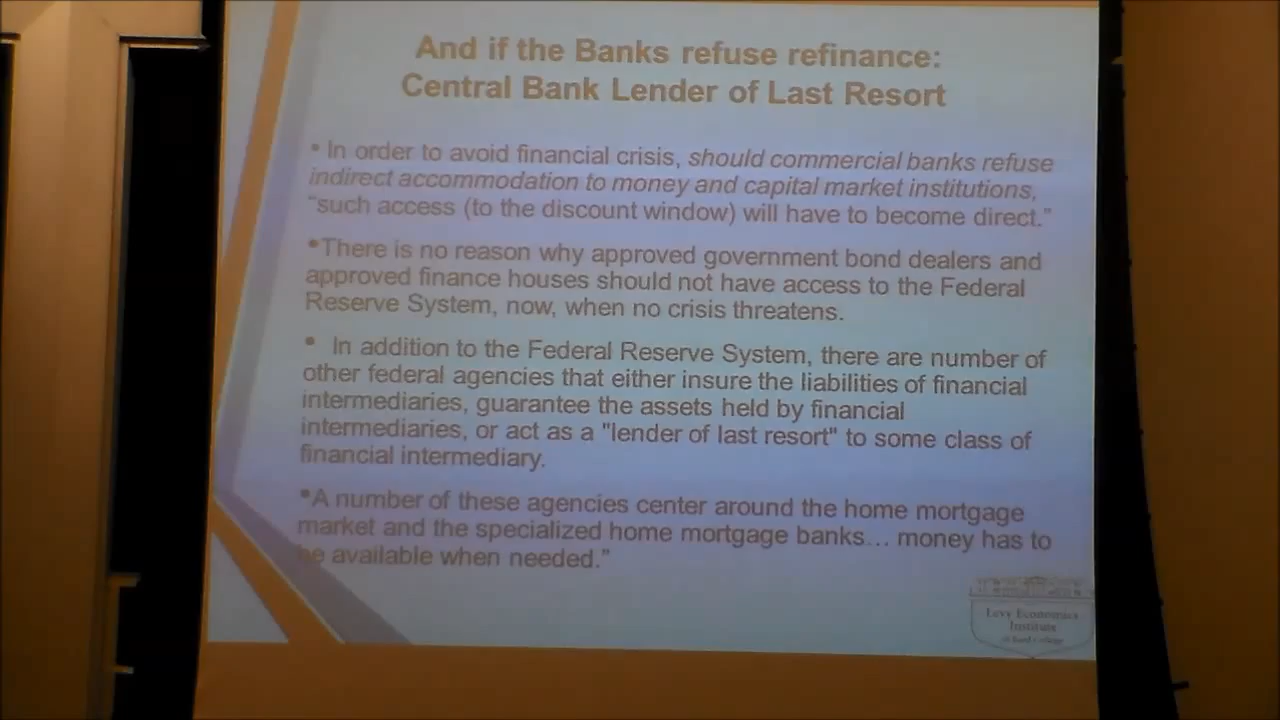 And if the Banks refuse refinance:
Central Bank Lender of Last Resort
• In order to avoid financial crisis, should commercial banks refuse
indirect accommodation to money and capital market institutions,
“such access (to the discount window) will have to become direct.”
•There is no reason why approved government bond dealers and
approved finance houses should not have access to the Federal
Reserve System, now, when no crisis threatens.
• In addition to the Federal Reserve System, there are number of
other federal agencies that either insure the liabilities of financial
intermediaries, guarantee the assets held by financial
intermediaries, or act as a "lender of last resort" to some class of
financial intermediary.
•A number of these agencies center around the home mortgage
market and the specialized home mortgage banks… money has to
be available when needed.”
Levy Economics
Institute
of Bard College